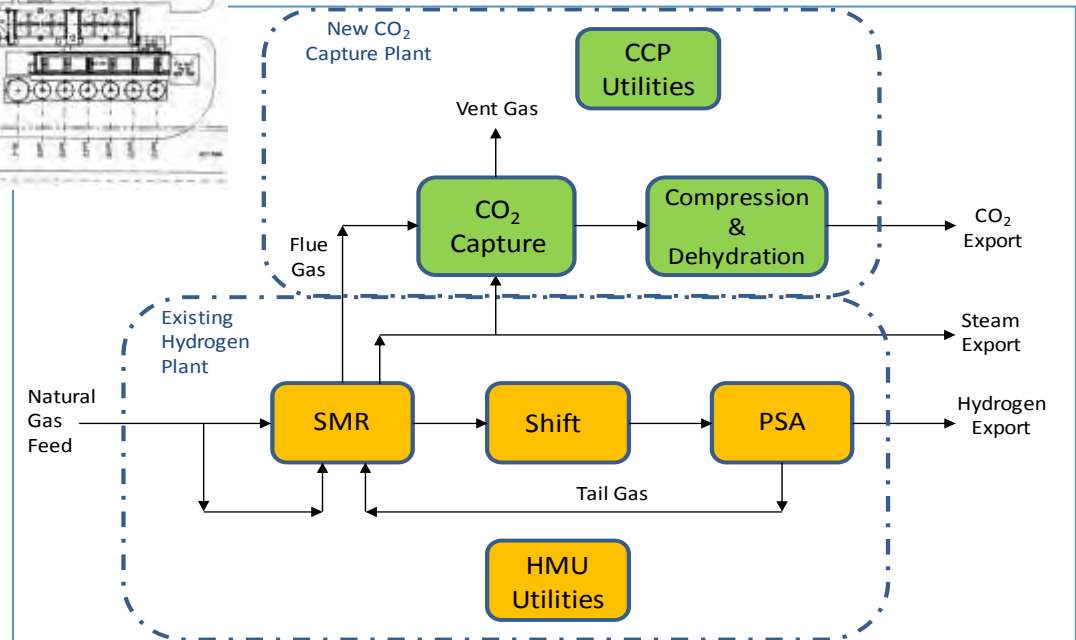 New CO₂
Capture Plant
CCP
Utilities
Vent Gas
CO₂
Capture
Compression
&
Dehydration
CO₂
Export
Flue
Gas
Existing
Hydrogen
Plant
Steam
Export
Natural
Gas
Feed
SMR
Shift
PSA
Hydrogen
Export
Tail Gas
HMU
Utilities